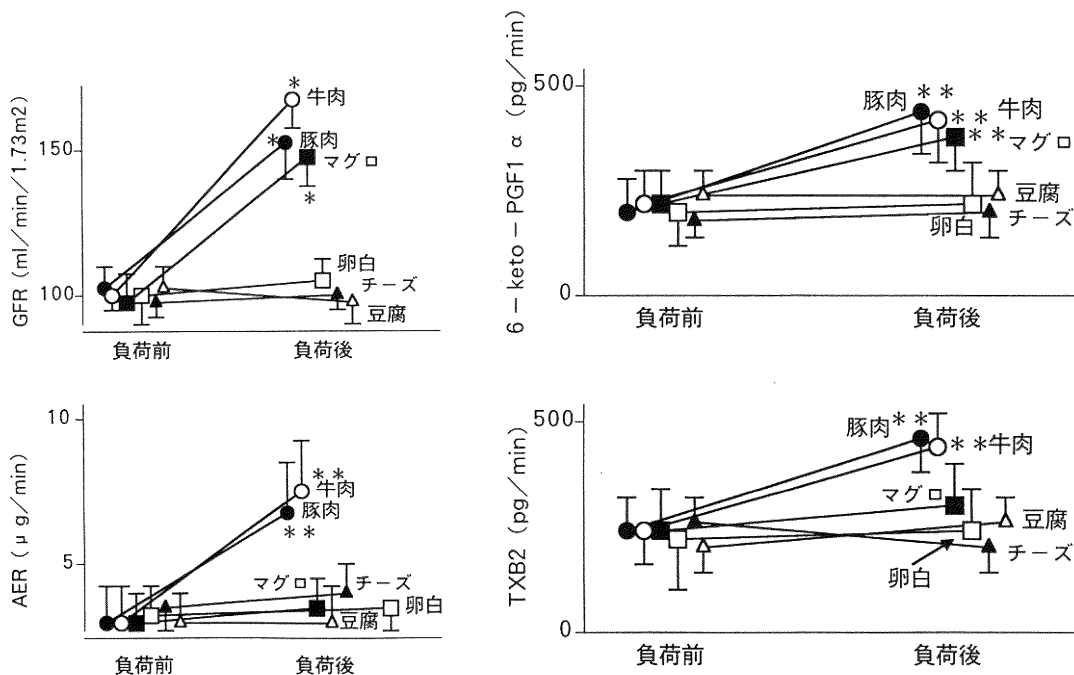 GFR (ml/min/1.73m2)
150
100
*
牛肉
*
豚肉
マグロ
*
卵白
チーズ
豆腐
負荷前
負荷後
6-keto-PGF1 α (pg/min)
500
0
豚肉 **
** 牛肉
** マグロ
豆腐
チーズ
卵白
負荷前
負荷後
AER (μg/min)
10
5
**
牛肉
豚肉
**
マグロ
チーズ
卵白
豆腐
負荷前
負荷後
TXB2 (pg/min)
500
0
豚肉 **
** 牛肉
マグロ
豆腐
チーズ
卵白
負荷前
負荷後